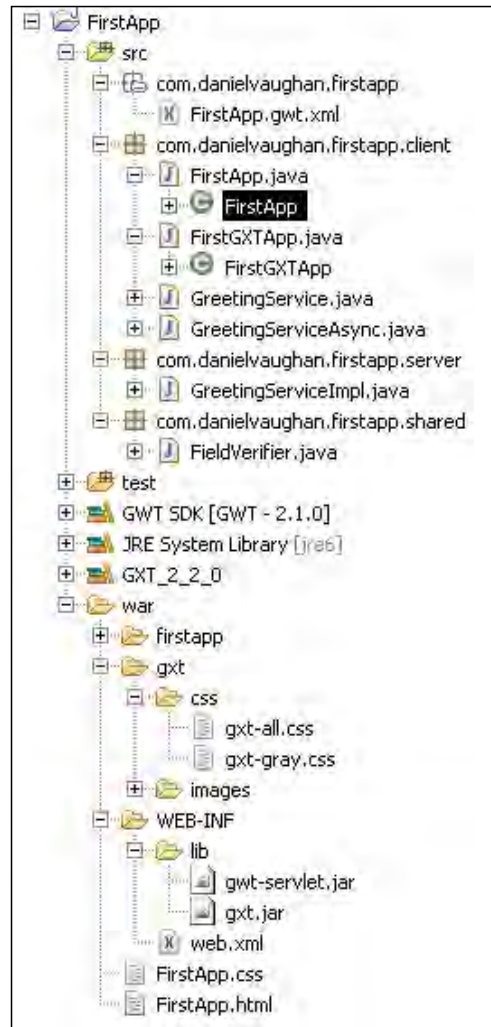 FirstApp
src
com.danielvaughan.firstapp
FirstApp.gwt.xml
com.danielvaughan.firstapp.client
FirstApp.java
FirstApp
FirstGXTApp.java
FirstGXTApp
GreetingService.java
GreetingServiceAsync.java
com.danielvaughan.firstapp.server
GreetingServiceImpl.java
com.danielvaughan.firstapp.shared
FieldVerifier.java
test
GWT SDK [GWT - 2.1.0]
JRE System Library [jre6]
GXT_2_2_0
war
firstapp
gxt
css
gxt-all.css
gxt-gray.css
images
WEB-INF
lib
gwt-servlet.jar
gxt.jar
web.xml
FirstApp.css
FirstApp.html